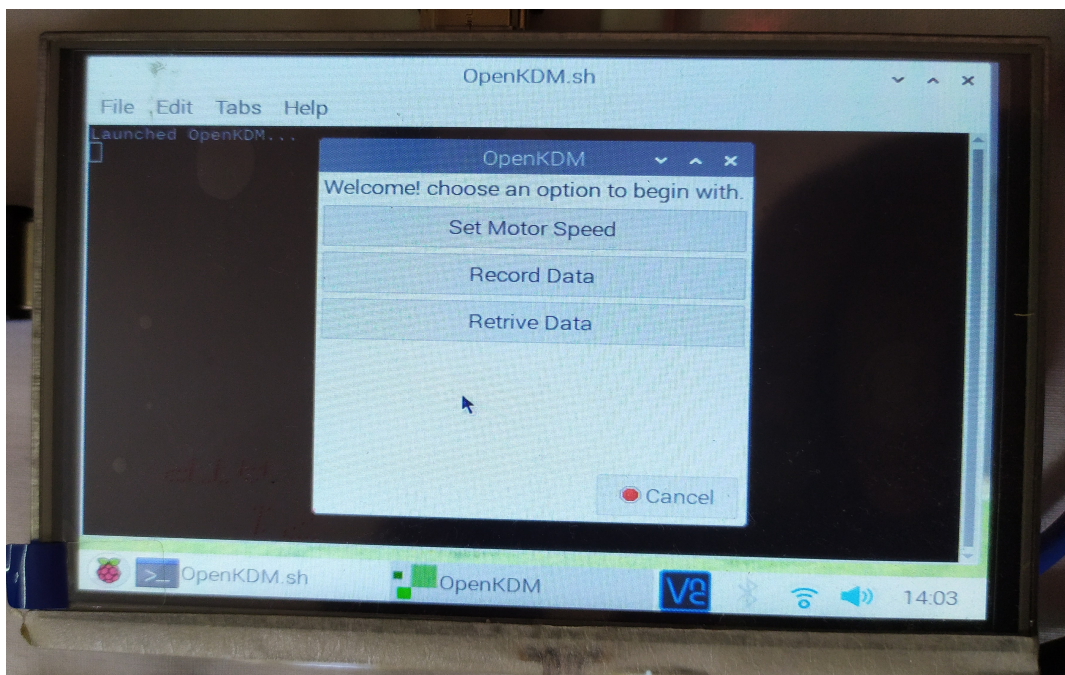 OpenKDM.sh
File Edit Tabs Help
Launched OpenKDM...
OpenKDM
Welcome! choose an option to begin with.
Set Motor Speed
Record Data
Retrive Data
Cancel
OpenKDM.sh
OpenKDM
14:03